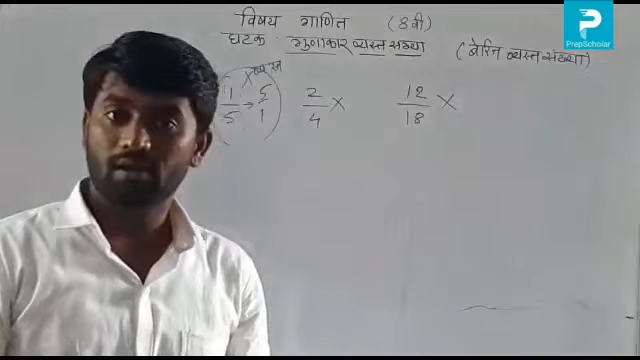 विषय गणित (8वी)
घटक. गुणाकार व्यस्त संख्या (बेरिज व्यस्त संख्या)
1/5 → 5/1 2/4 × 12/18 ×
PrepScholar